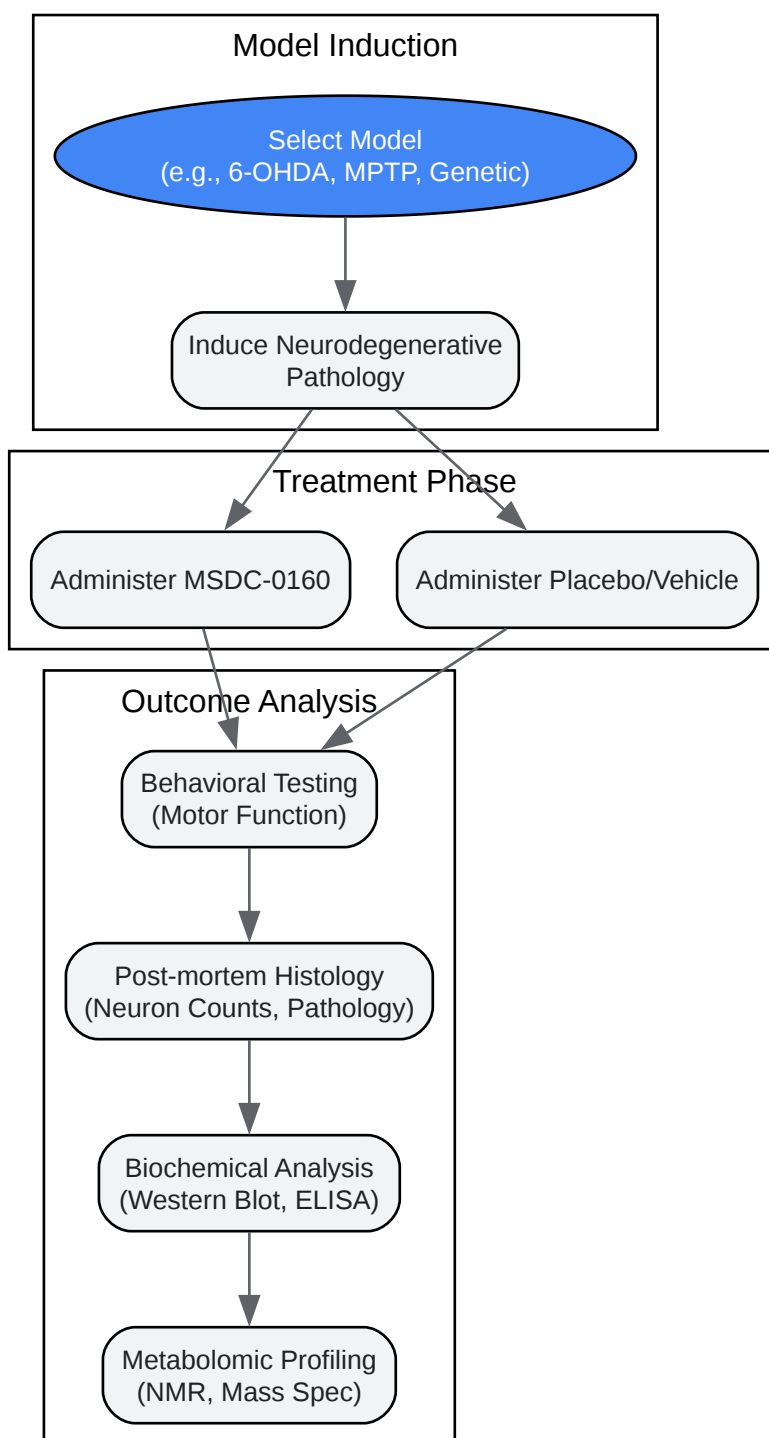 Model Induction
Select Model
(e.g., 6-OHDA, MPTP, Genetic)
Induce Neurodegenerative
Pathology
Treatment Phase
Administer MSDC-0160
Administer Placebo/Vehicle
Outcome Analysis
Behavioral Testing
(Motor Function)
Post-mortem Histology
(Neuron Counts, Pathology)
Biochemical Analysis
(Western Blot, ELISA)
Metabolomic Profiling
(NMR, Mass Spec)